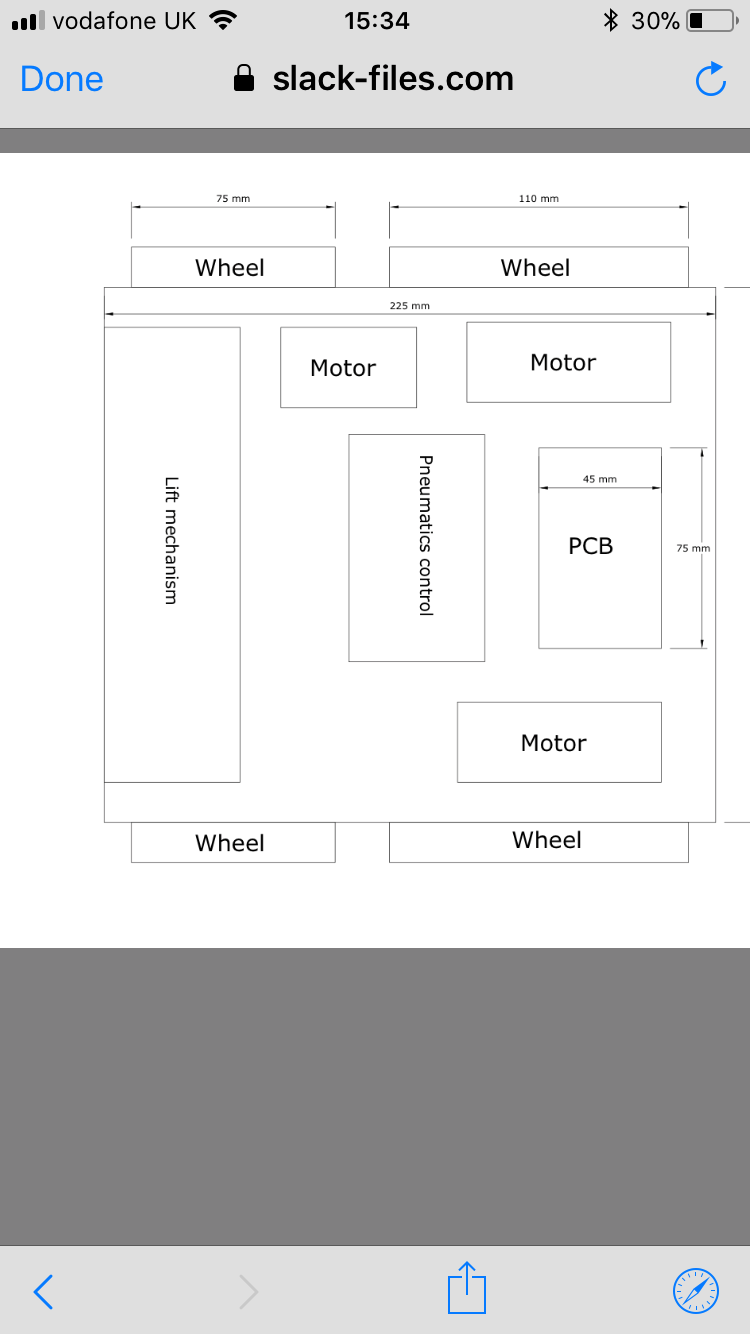 vodafone UK 15:34 30%
Done slack-files.com
75 mm 110 mm
Wheel Wheel
225 mm
Motor Motor
Lift mechanism
Pneumatics control
45 mm
PCB
75 mm
Motor
Wheel Wheel